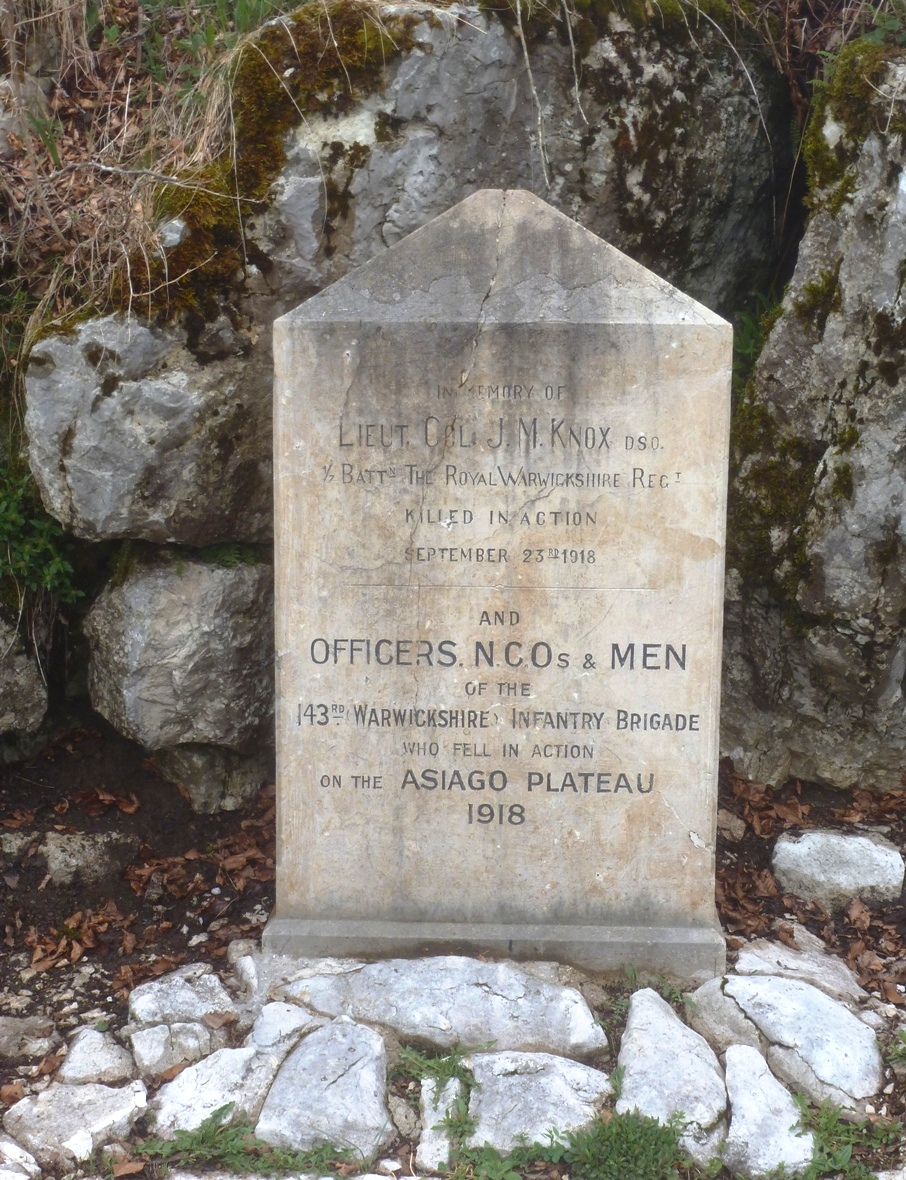 IN MEMORY OF
LIEUT. COL. J. M. KNOX DSO.
1/7 BATTN THE ROYAL WARWICKSHIRE REGT
KILLED IN ACTION
SEPTEMBER 23RD 1918
AND
OFFICERS. N.C.Os & MEN
OF THE
143RD (WARWICKSHIRE) INFANTRY BRIGADE
WHO FELL IN ACTION
ON THE ASIAGO PLATEAU
1918